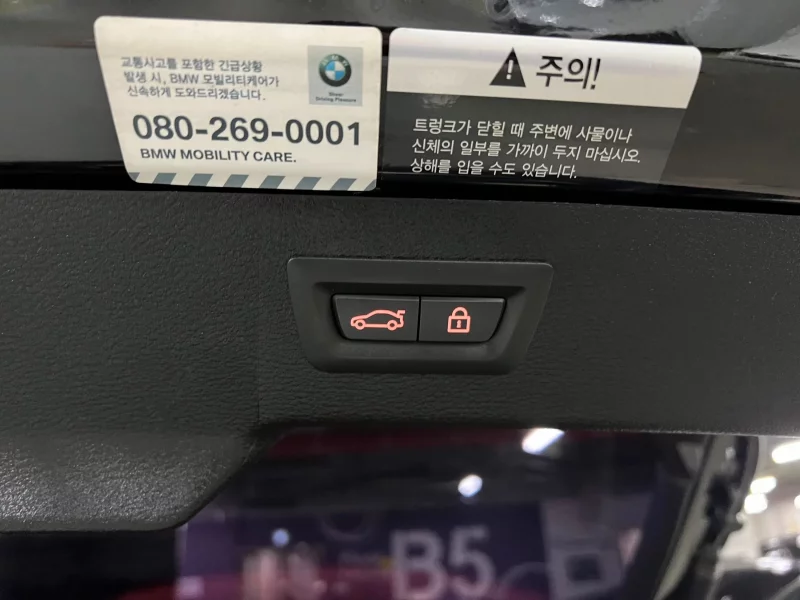 교통사고를 포함한 긴급상황
발생 시, BMW 모빌리티케어가
신속하게 도와드리겠습니다.
Sheer
Driving Pleasure
080-269-0001
BMW MOBILITY CARE.
주의!
트렁크가 닫힐 때 주변에 사물이나
신체의 일부를 가까이 두지 마십시오.
상해를 입을 수도 있습니다.
B5